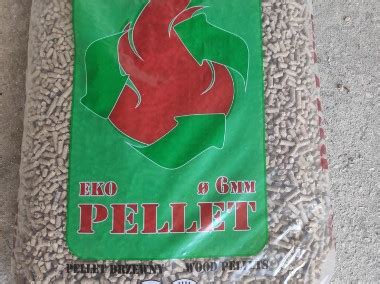 EKO ø 6MM
PELLET
PELLET DRZEWNY WOOD PELLETS